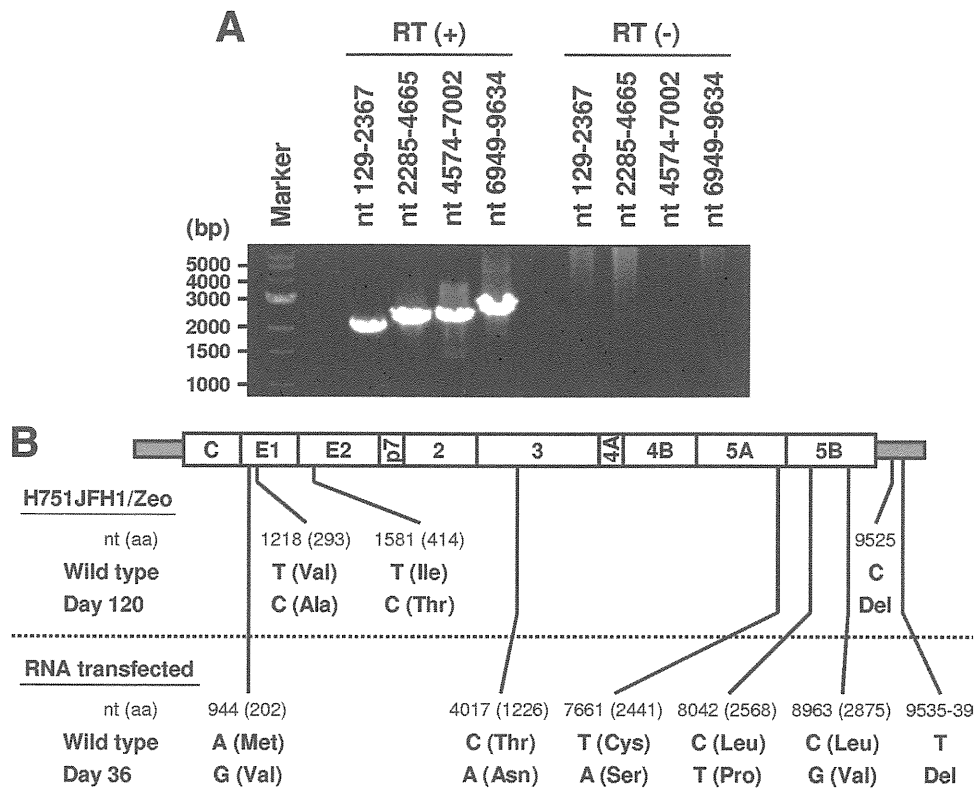 A
RT (+) RT (-)
Marker
nt 129-2367
nt 2285-4665
nt 4574-7002
nt 6949-9634
nt 129-2367
nt 2285-4665
nt 4574-7002
nt 6949-9634
(bp)
5000
4000
3000
2000
1500
1000
B
C E1 E2 p7 2 3 4A 4B 5A 5B
H751JFH1/Zeo
nt (aa) 1218 (293) 1581 (414) 9525
Wild type T (Val) T (Ile) C
Day 120 C (Ala) C (Thr) Del
RNA transfected
nt (aa) 944 (202) 4017 (1226) 7661 (2441) 8042 (2568) 8963 (2875) 9535-39
Wild type A (Met) C (Thr) T (Cys) C (Leu) C (Leu) T
Day 36 G (Val) A (Asn) A (Ser) T (Pro) G (Val) Del